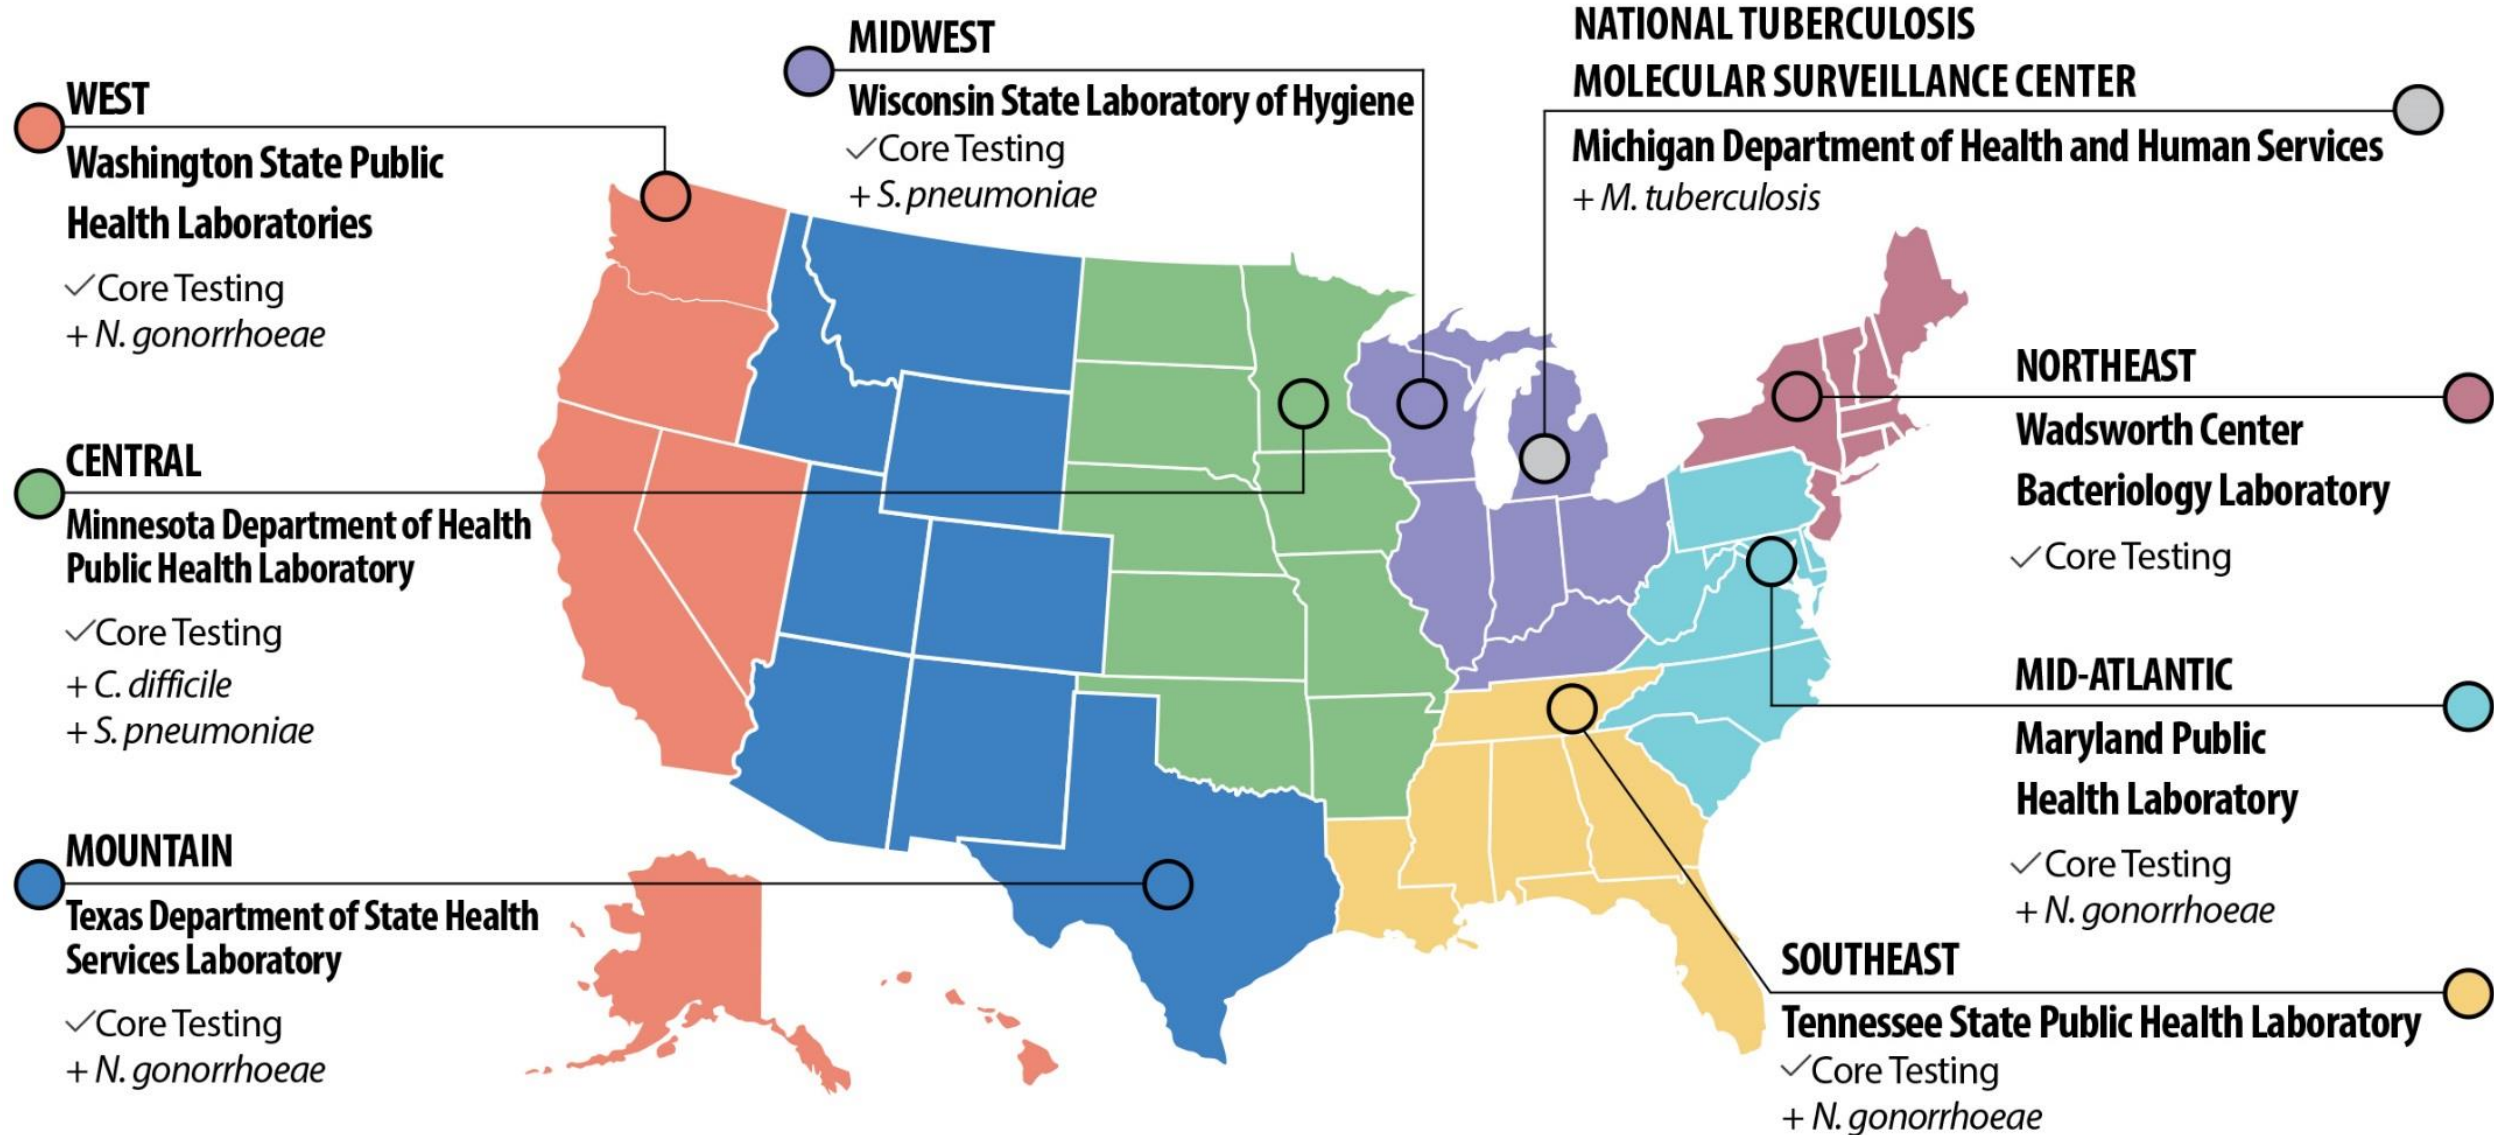 WEST
Washington State Public
Health Laboratories
✓Core Testing
+ N. gonorrhoeae
CENTRAL
Minnesota Department of Health
Public Health Laboratory
✓Core Testing
+ C. difficile
+ S. pneumoniae
MOUNTAIN
Texas Department of State Health
Services Laboratory
✓Core Testing
+ N. gonorrhoeae
MIDWEST
Wisconsin State Laboratory of Hygiene
✓Core Testing
+ S. pneumoniae
NATIONAL TUBERCULOSIS
MOLECULAR SURVEILLANCE CENTER
Michigan Department of Health and Human Services
+ M. tuberculosis
NORTHEAST
Wadsworth Center
Bacteriology Laboratory
✓Core Testing
MID-ATLANTIC
Maryland Public
Health Laboratory
✓Core Testing
+ N. gonorrhoeae
SOUTHEAST
Tennessee State Public Health Laboratory
✓Core Testing
+ N. gonorrhoeae